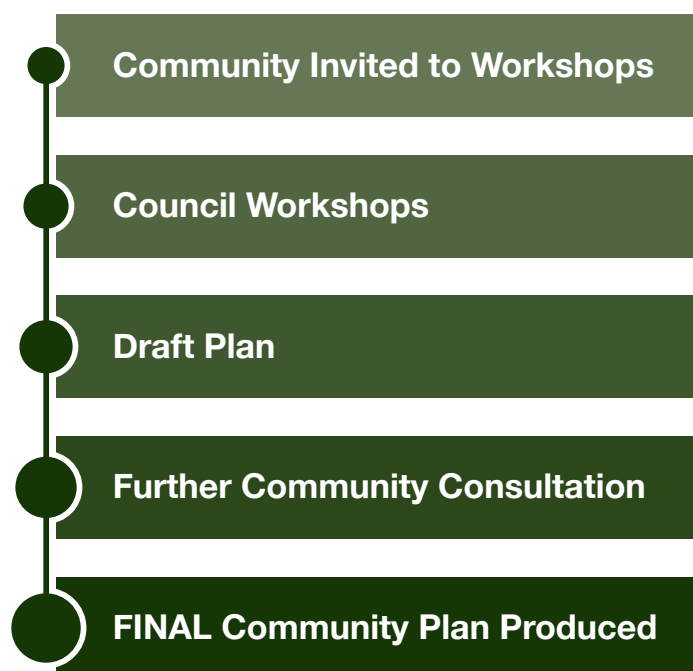 Community Invited to Workshops
Council Workshops
Draft Plan
Further Community Consultation
FINAL Community Plan Produced